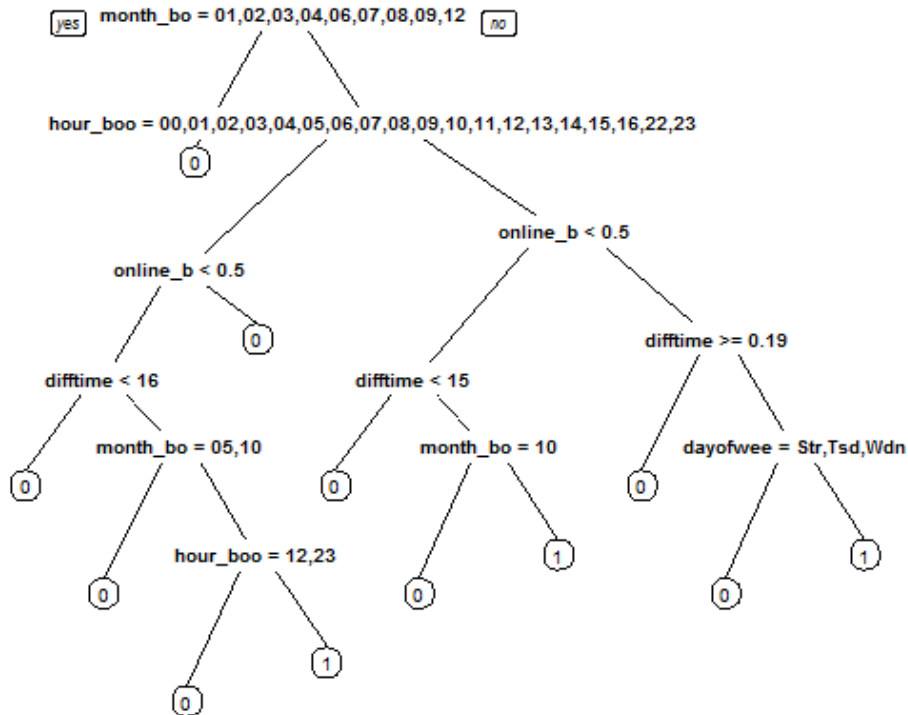 yes month_bo = 01,02,03,04,06,07,08,09,12 no
hour_boo = 00,01,02,03,04,05,06,07,08,09,10,11,12,13,14,15,16,22,23
0
online_b < 0.5
online_b < 0.5
0
difftime >= 0.19
difftime < 16
difftime < 15
month_bo = 05,10
month_bo = 10
dayofwee = Str,Tsd,Wdn
0
0
0
hour_boo = 12,23
1
1
0
0
0
1
0